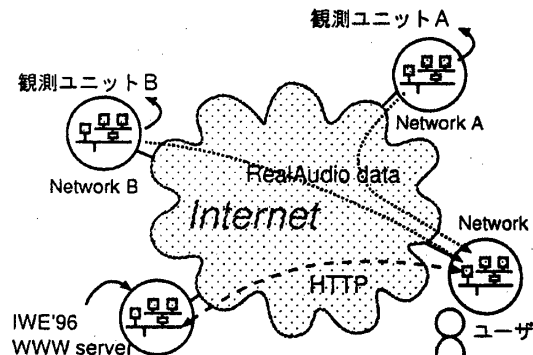 観測ユニットA
観測ユニットB
Network A
Network B
RealAudio data
Internet
Network
HTTP
IWE'96
WWW server
ユーザ